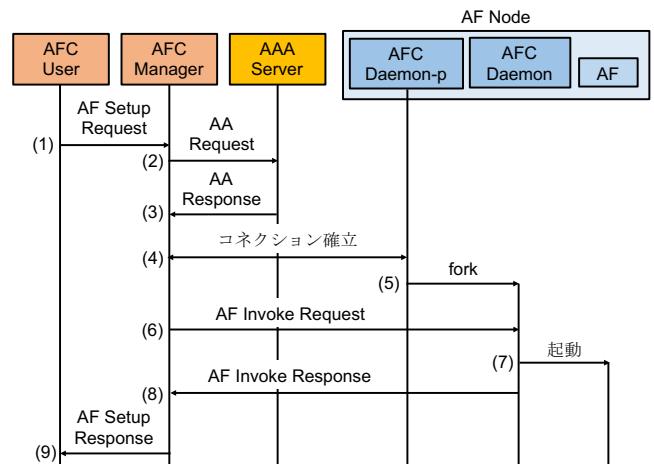 AF Node
AFC
User
AFC
Manager
AAA
Server
AFC
Daemon-p
AFC
Daemon
AF
AF Setup
Request
(1)
AA
Request
(2)
AA
Response
(3)
コネクション確立
(4)
fork
(5)
AF Invoke Request
(6)
起動
(7)
AF Invoke Response
(8)
AF Setup
Response
(9)